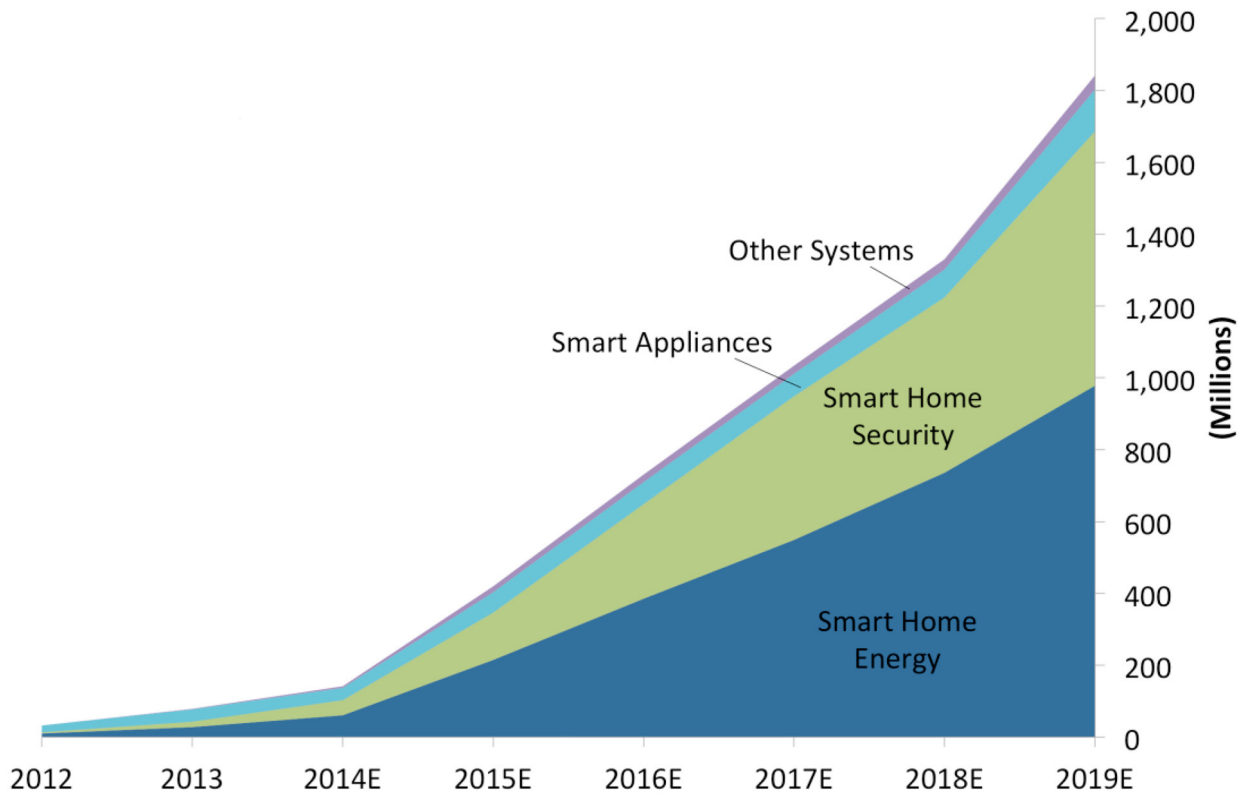 2,000
1,800
1,600
1,400
1,200
1,000
800
600
400
200
0
(Millions)
Other Systems
Smart Appliances
Smart Home
Security
Smart Home
Energy
2012
2013
2014E
2015E
2016E
2017E
2018E
2019E